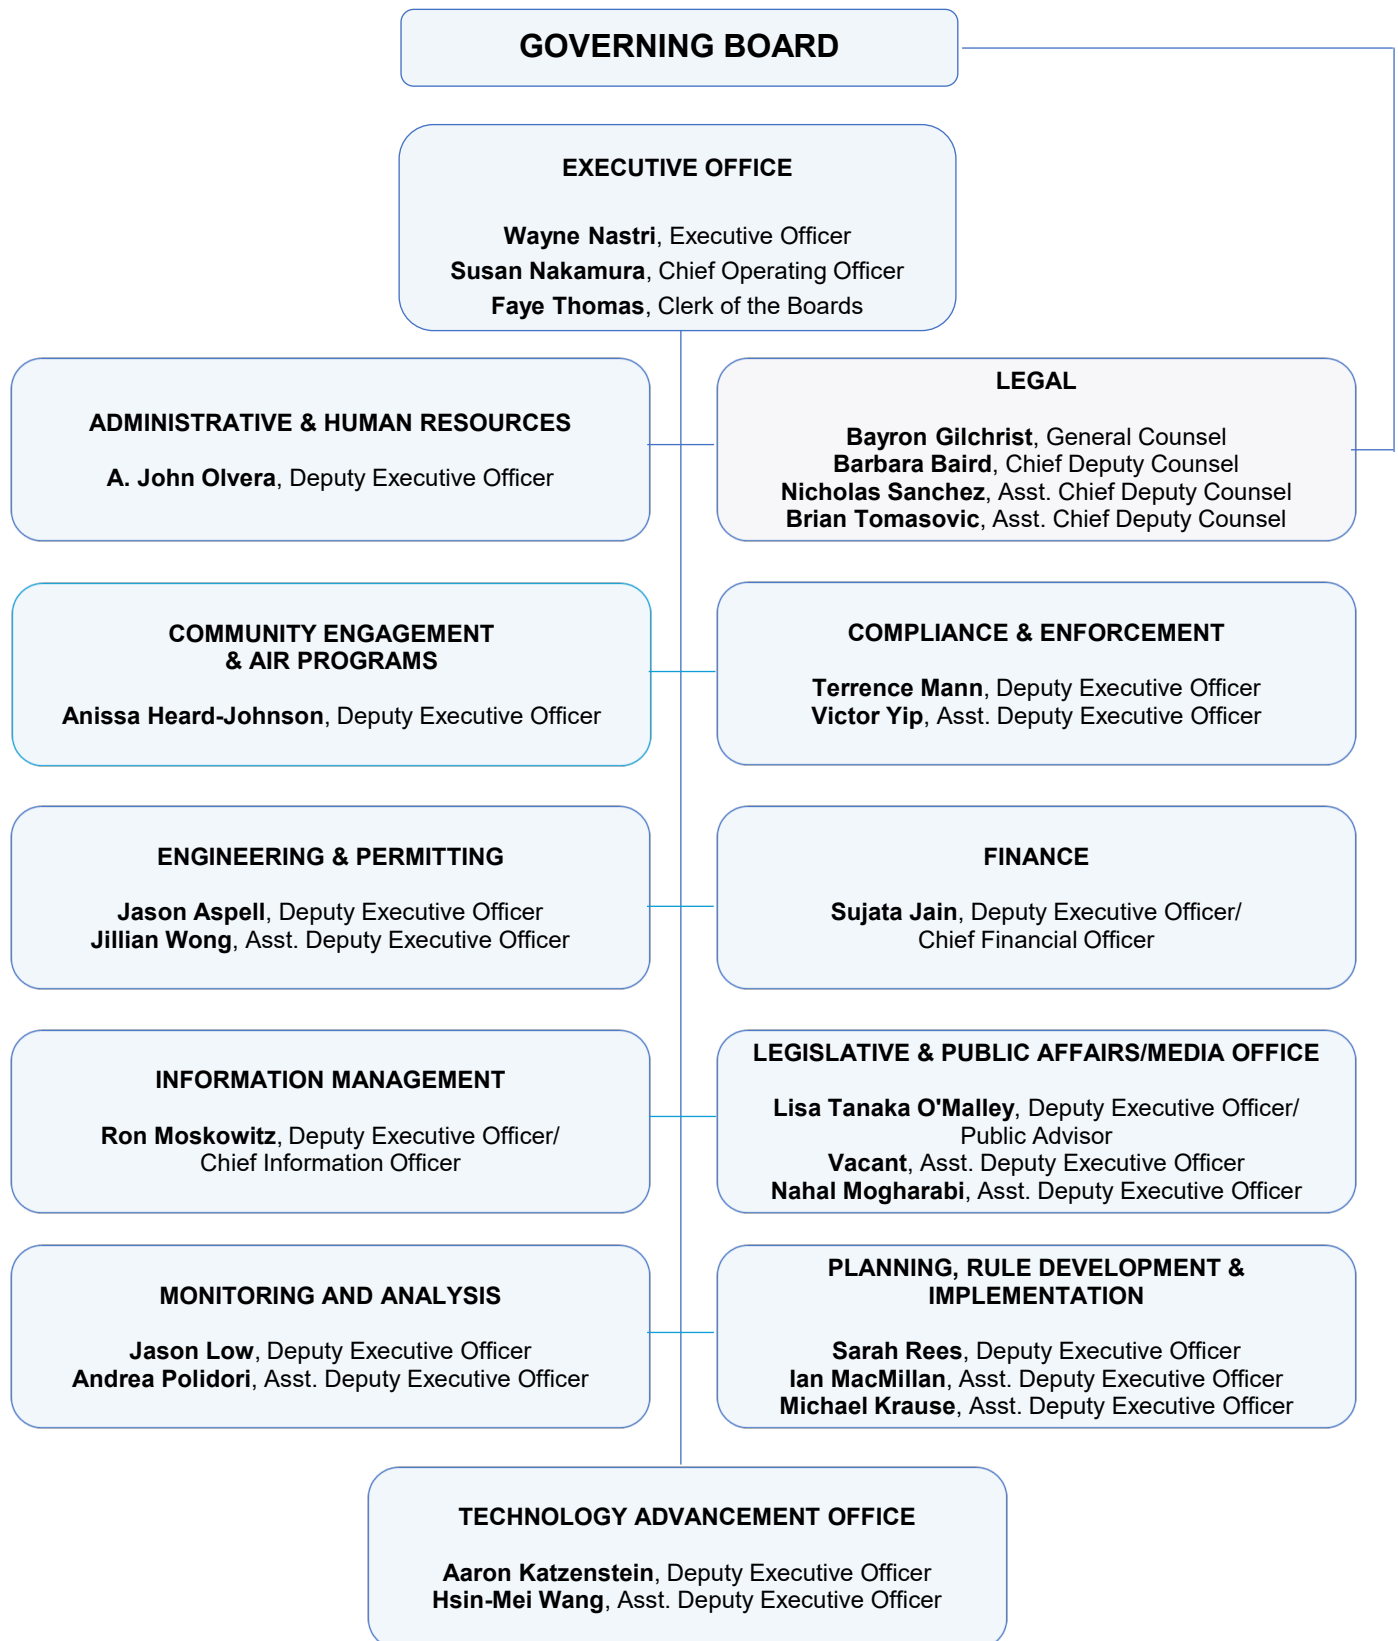 GOVERNING BOARD
EXECUTIVE OFFICE
Wayne Nastri, Executive Officer
Susan Nakamura, Chief Operating Officer
Faye Thomas, Clerk of the Boards
ADMINISTRATIVE & HUMAN RESOURCES
A. John Olvera, Deputy Executive Officer
LEGAL
Bayron Gilchrist, General Counsel
Barbara Baird, Chief Deputy Counsel
Nicholas Sanchez, Asst. Chief Deputy Counsel
Brian Tomasovic, Asst. Chief Deputy Counsel
COMMUNITY ENGAGEMENT
& AIR PROGRAMS
Anissa Heard-Johnson, Deputy Executive Officer
COMPLIANCE & ENFORCEMENT
Terrence Mann, Deputy Executive Officer
Victor Yip, Asst. Deputy Executive Officer
ENGINEERING & PERMITTING
Jason Aspell, Deputy Executive Officer
Jillian Wong, Asst. Deputy Executive Officer
FINANCE
Sujata Jain, Deputy Executive Officer/
Chief Financial Officer
INFORMATION MANAGEMENT
Ron Moskowitz, Deputy Executive Officer/
Chief Information Officer
LEGISLATIVE & PUBLIC AFFAIRS/MEDIA OFFICE
Lisa Tanaka O'Malley, Deputy Executive Officer/
Public Advisor
Vacant, Asst. Deputy Executive Officer
Nahal Mogharabi, Asst. Deputy Executive Officer
MONITORING AND ANALYSIS
Jason Low, Deputy Executive Officer
Andrea Polidori, Asst. Deputy Executive Officer
PLANNING, RULE DEVELOPMENT &
IMPLEMENTATION
Sarah Rees, Deputy Executive Officer
Ian MacMillan, Asst. Deputy Executive Officer
Michael Krause, Asst. Deputy Executive Officer
TECHNOLOGY ADVANCEMENT OFFICE
Aaron Katzenstein, Deputy Executive Officer
Hsin-Mei Wang, Asst. Deputy Executive Officer